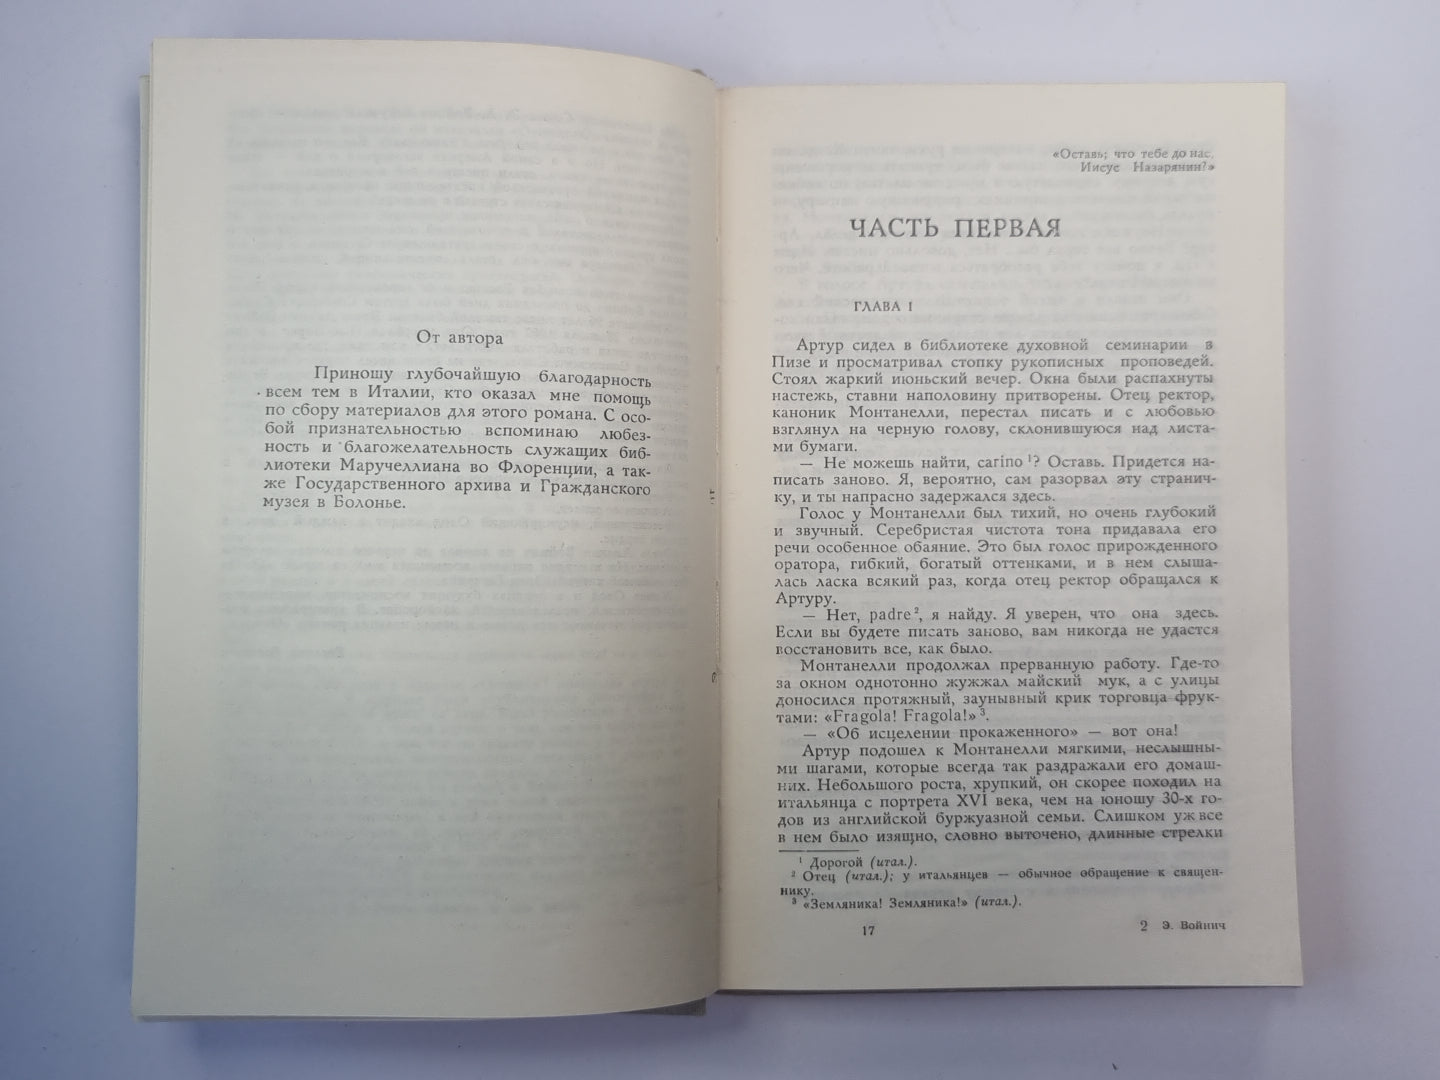 От автора
Приношу глубочайшую благодарность
всем тем в Италии, кто оказал мне помощь
по сбору материалов для этого романа. С осо-
бой признательностью вспоминаю любез-
ность и благожелательность служащих биб-
лиотеки Маручеллиана во Флоренции, а так-
же Государственного архива и Гражданского
музея в Болонье.
«Оставь; что тебе до нас,
Иисус Назарянин?»
ЧАСТЬ ПЕРВАЯ
ГЛАВА I
Артур сидел в библиотеке духовной семинарии в
Пизе и просматривал стопку рукописных проповедей.
Стоял жаркий июньский вечер. Окна были распахнуты
настежь, ставни наполовину притворены. Отец ректор,
каноник Монтанелли, перестал писать и с любовью
взглянул на черную голову, склонившуюся над листа-
ми бумаги.
— Не можешь найти, carino ¹? Оставь. Придется на-
писать заново. Я, вероятно, сам разорвал эту странич-
ку, и ты напрасно задержался здесь.
Голос у Монтанелли был тихий, но очень глубокий
и звучный. Серебристая чистота тона придавала его
речи особенное обаяние. Это был голос прирожденного
оратора, гибкий, богатый оттенками, и в нем слыша-
лась ласка всякий раз, когда отец ректор обращался к
Артуру.
— Нет, padre ², я найду. Я уверен, что она здесь.
Если вы будете писать заново, вам никогда не удастся
восстановить все, как было.
Монтанелли продолжал прерванную работу. Где-то
за окном однотонно жужжал майский мук, а с улицы
доносился протяжный, заунывный крик торговца фрук-
тами: «Fragola! Fragola!» ³.
— «Об исцелении прокаженного» — вот она!
Артур подошел к Монтанелли мягкими, неслышны-
ми шагами, которые всегда так раздражали его домаш-
них. Небольшого роста, хрупкий, он скорее походил на
итальянца с портрета XVI века, чем на юношу 30-х го-
дов из английской буржуазной семьи. Слишком уж все
в нем было изящно, словно выточено, длинные стрелки
¹ Дорогой (итал.).
² Отец (итал.); у итальянцев — обычное обращение к священ-
нику.
³ «Земляника! Земляника!» (итал.).
17
2 Э. Войнич